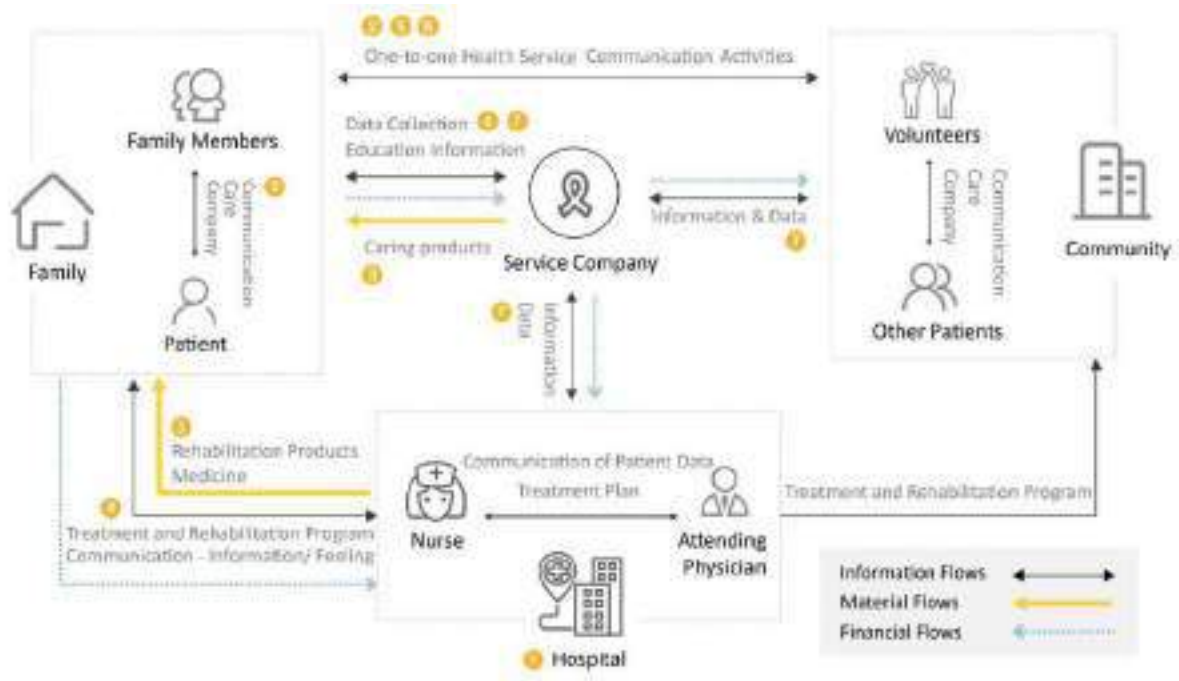 One-to-one Health Service Communication Activities
Family Members
Volunteers
Data Collection
Education Information
Communication
Care
Company
Communication
Care
Company
Information & Data
Caring products
Service Company
Family
Community
Patient
Other Patients
Information
Data
Rehabilitation Products
Medicine
Communication of Patient Data
Treatment Plan
Treatment and Rehabilitation Program
Treatment and Rehabilitation Program
Communication - Information/ Feeling
Nurse
Attending
Physician
Hospital
Information Flows
Material Flows
Financial Flows